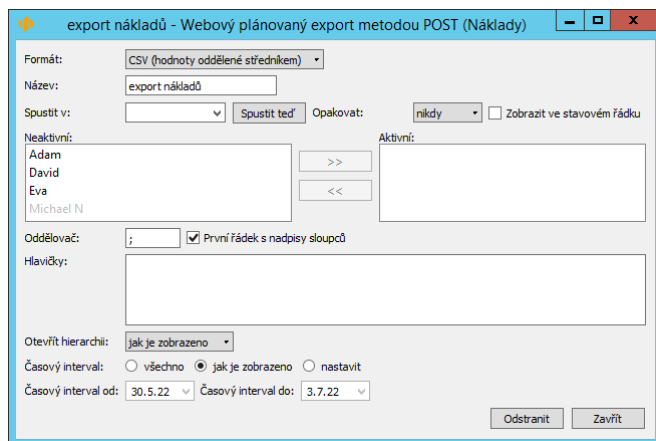 export nákladů - Webový plánovaný export metodou POST (Náklady)
Formát: CSV (hodnoty oddělené středníkem)
Název: export nákladů
Spustit v: Spustit teď Opakovat: nikdy Zobrazit ve stavovém řádku
Neaktivní: Aktivní:
Adam
>>
David
Eva
<<
Michael N
Oddělovač: ; První řádek s nadpisy sloupců
Hlavičky:
Otevřít hierarchii: jak je zobrazeno
Časový interval: všechno jak je zobrazeno nastavit
Časový interval od: 30.5.22 Časový interval do: 3.7.22
Odstranit Zavřít